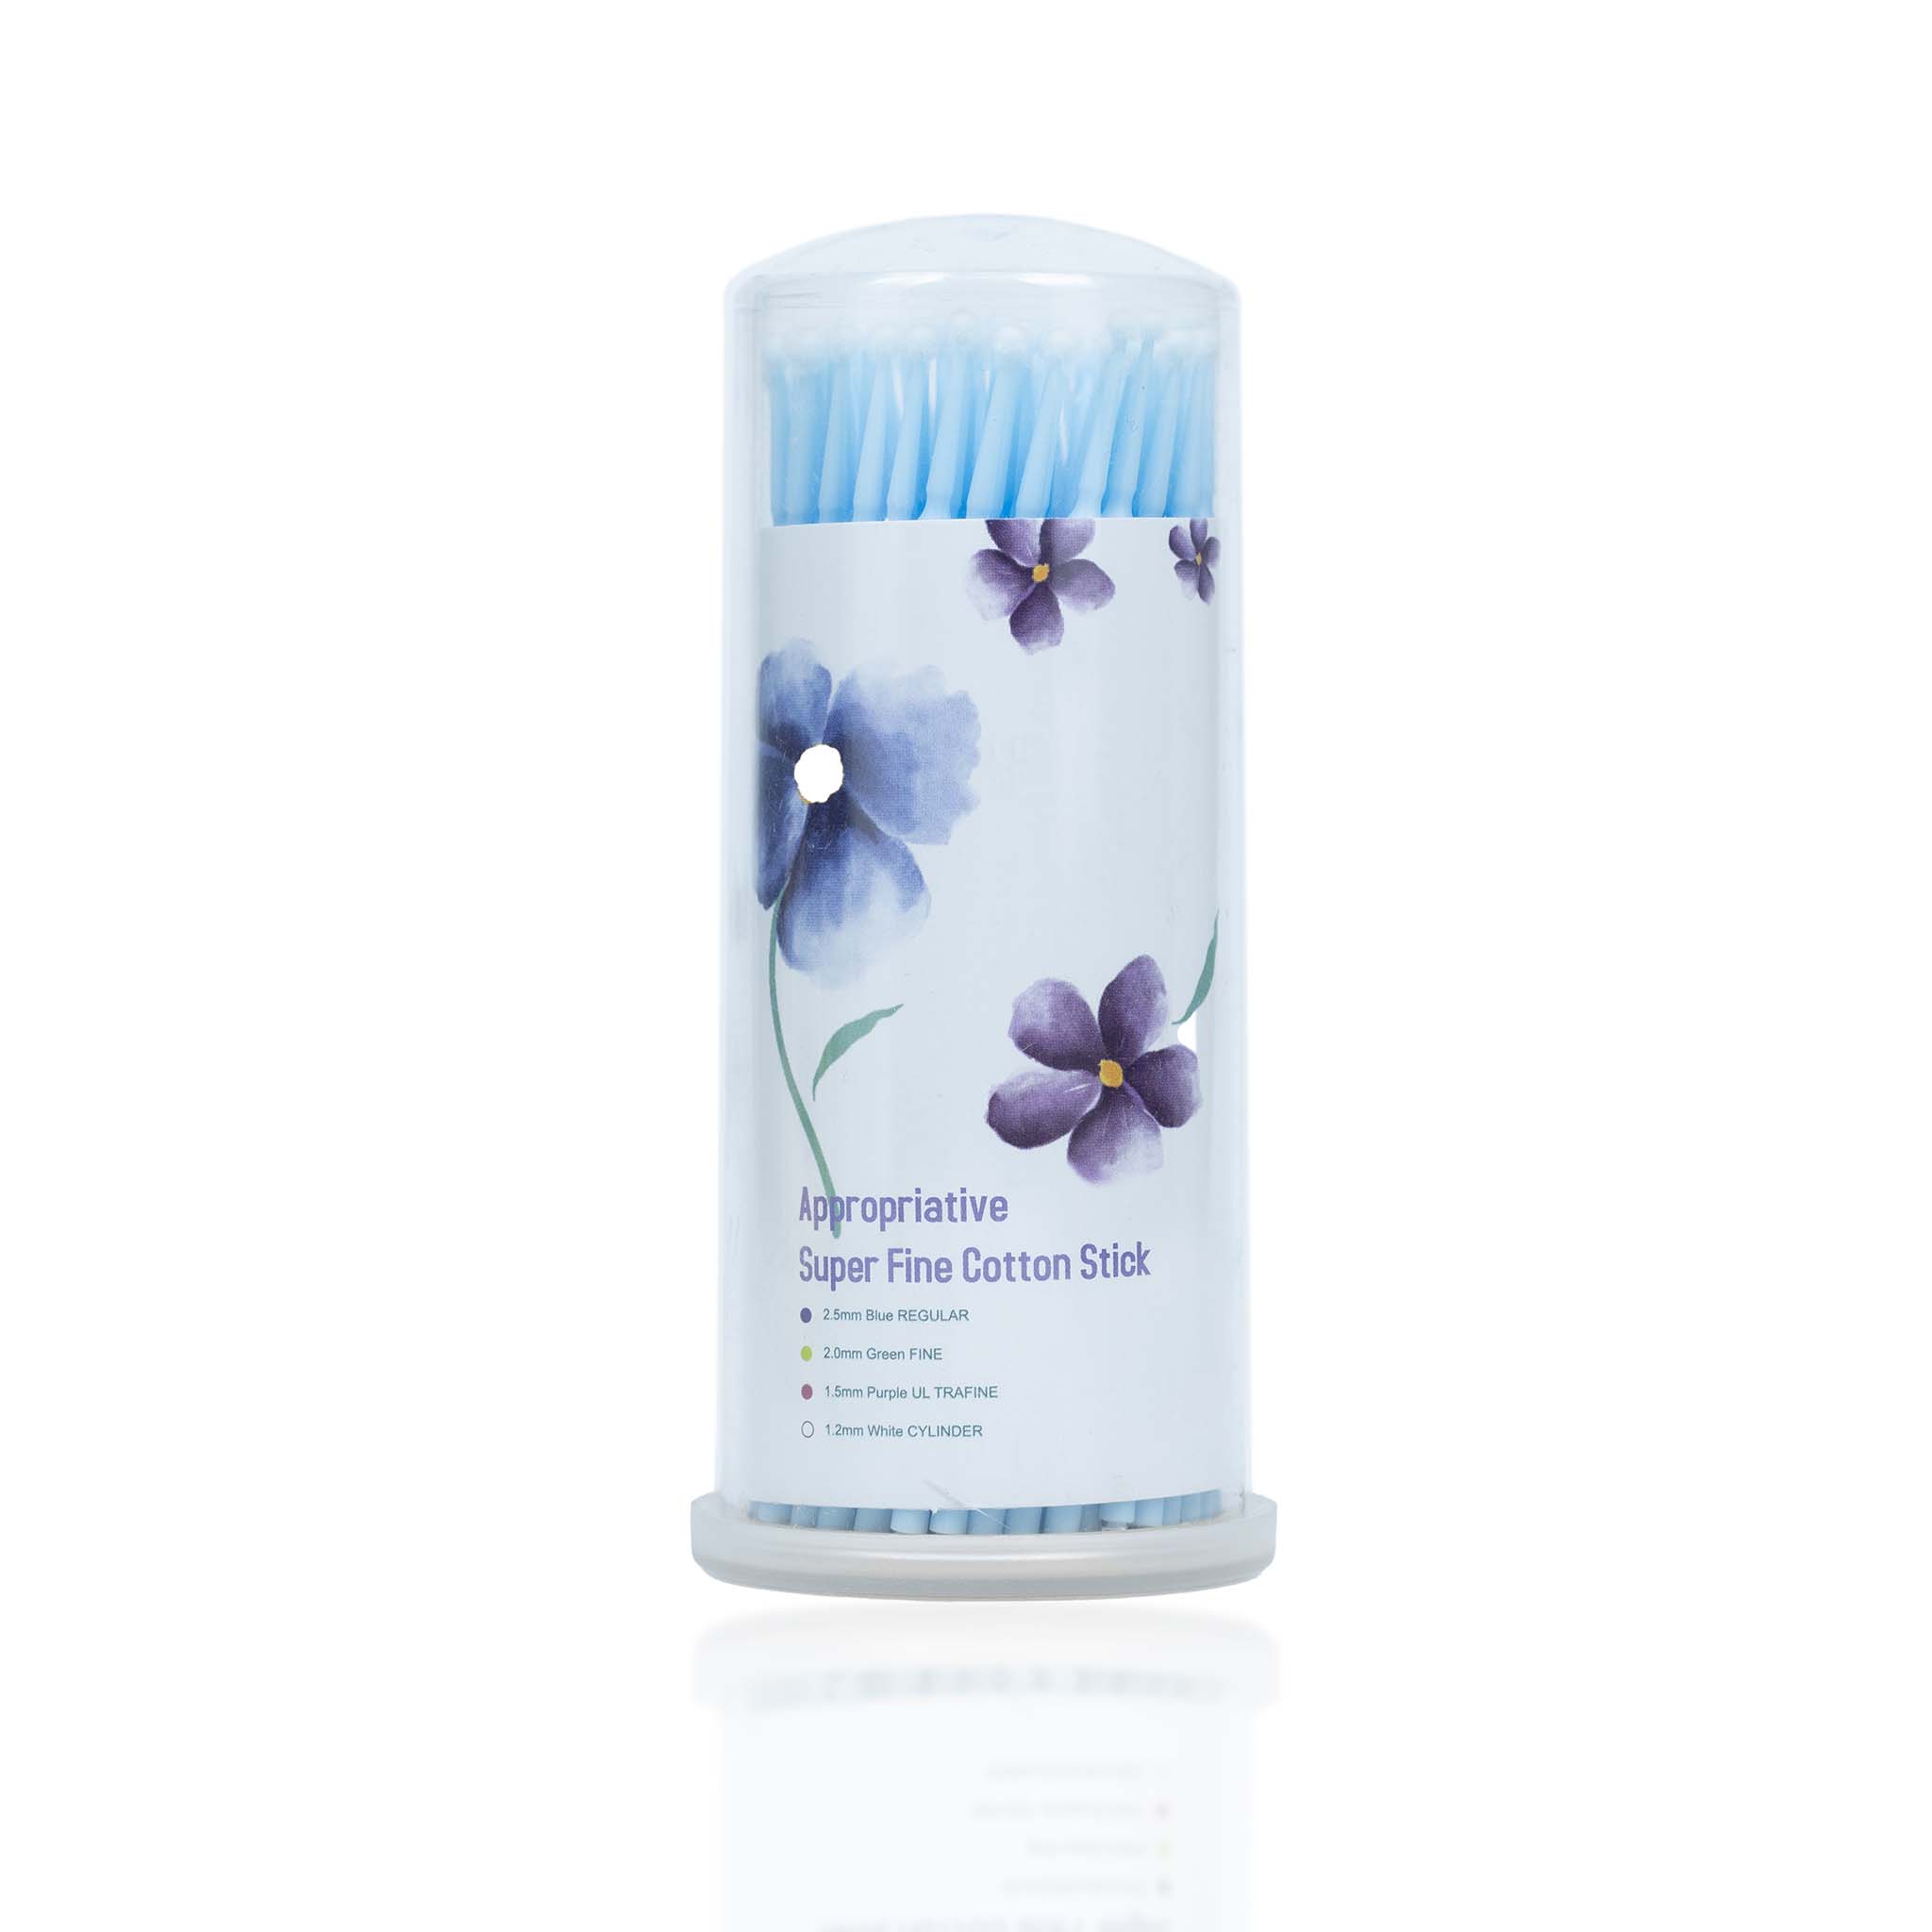 Appropriative
Super Fine Cotton Stick
2.5mm Blue REGULAR
2.0mm Green FINE
1.5mm Purple UL TRAFINE
1.2mm White CYLINDER